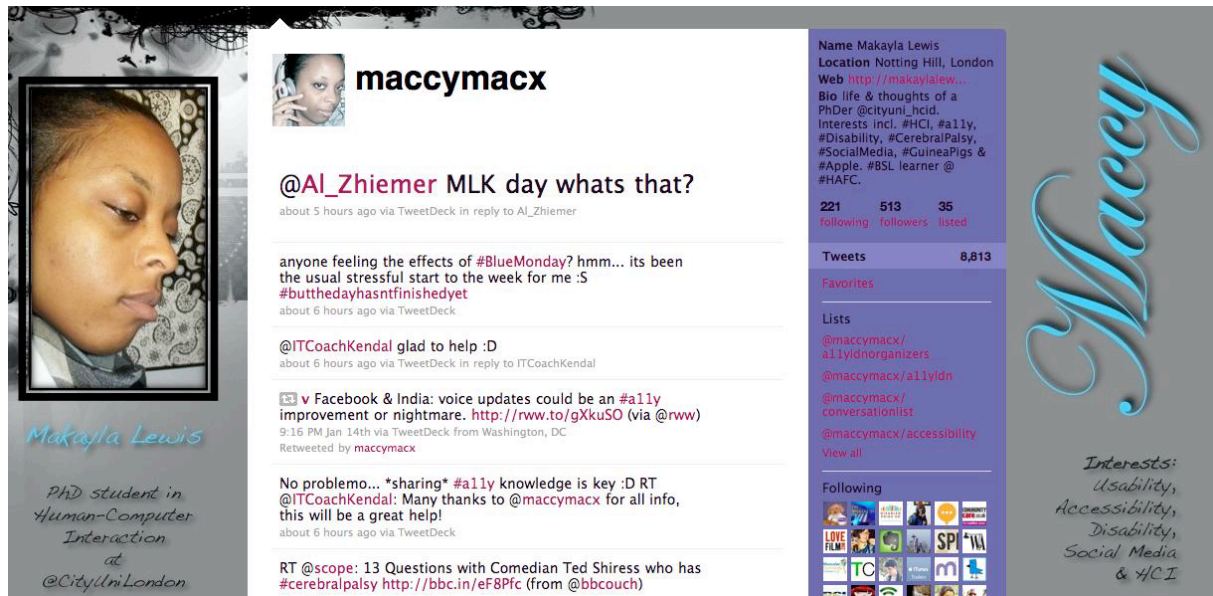 Makayla Lewis
PhD student in
Human-Computer
Interaction
at
@CityUniLondon
maccymacx
@Al_Zhiemer MLK day whats that?
about 5 hours ago via TweetDeck in reply to Al_Zhiemer
anyone feeling the effects of #BlueMonday? hmm... its been
the usual stressful start to the week for me :S
#butthedayhasntfinishedyet
about 6 hours ago via TweetDeck
@ITCoachKendal glad to help :D
about 6 hours ago via TweetDeck in reply to ITCoachKendal
v Facebook & India: voice updates could be an #a11y
improvement or nightmare. http://rww.to/gXkuSO (via @rww)
9:16 PM Jan 14th via TweetDeck from Washington, DC
Retweeted by maccymacx
No problemo... *sharing* #a11y knowledge is key :D RT
@ITCoachKendal: Many thanks to @maccymacx for all info,
this will be a great help!
about 6 hours ago via TweetDeck
RT @scope: 13 Questions with Comedian Ted Shiress who has
#cerebralpalsy http://bbc.in/eF8Pfc (from @bbcouch)
Name Makayla Lewis
Location Notting Hill, London
Web http://makaylalew...
Bio life & thoughts of a
PhDer @cityuni_hcid.
Interests incl. #HCI, #a11y,
#Disability, #CerebralPalsy,
#SocialMedia, #GuineaPigs &
#Apple. #BSL learner @
#HAFC.
221 513 35
following followers listed
Tweets 8,813
Favorites
Lists
@maccymacx/
a11yldnorganizers
@maccymacx/a11yldn
@maccymacx/
conversationlist
@maccymacx/accessibility
View all
Following
LOVE
FiLM
SPI
TC
iTunes
m
Maccy
Interests:
Usability,
Accessibility,
Disability,
Social Media
& HCI